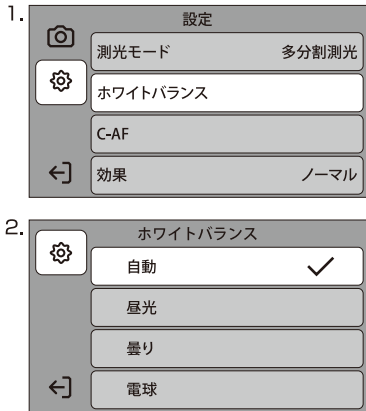 1.
設定
測光モード 多分割測光
ホワイトバランス
C-AF
効果 ノーマル
2.
ホワイトバランス
自動
昼光
曇り
電球